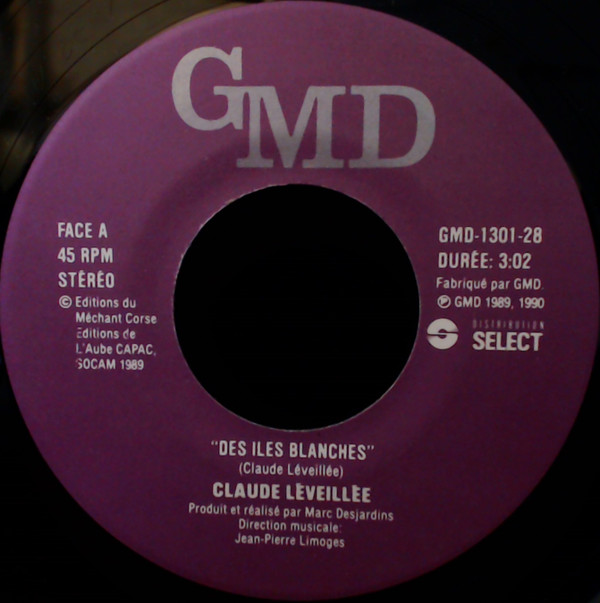 GMD
FACE A
45 RPM
STÉRÉO
© Editions du
Méchant Corse
Editions de
L'Aube CAPAC,
SOCAM 1989
GMD-1301-28
DURÉE: 3:02
Fabriqué par GMD.
℗ GMD 1989, 1990
DISTRIBUTION
SELECT
"DES ILES BLANCHES"
(Claude Léveillée)
CLAUDE LÉVEILLÉE
Produit et réalisé par Marc Desjardins
Direction musicale:
Jean-Pierre Limoges